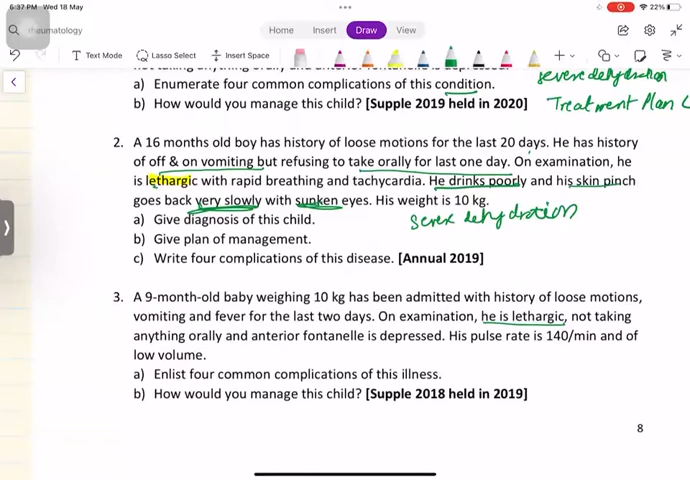 6:37 PM Wed 18 May
22%
rheumatology
Home Insert Draw View
Text Mode Lasso Select Insert Space
a) Enumerate four common complications of this condition.
severe dehydration
b) How would you manage this child? [Supple 2019 held in 2020]
Treatment Plan C
2. A 16 months old boy has history of loose motions for the last 20 days. He has history
of off & on vomiting but refusing to take orally for last one day. On examination, he
is lethargic with rapid breathing and tachycardia. He drinks poorly and his skin pinch
goes back very slowly with sunken eyes. His weight is 10 kg.
a) Give diagnosis of this child.
sever dehydration
b) Give plan of management.
c) Write four complications of this disease. [Annual 2019]
3. A 9-month-old baby weighing 10 kg has been admitted with history of loose motions,
vomiting and fever for the last two days. On examination, he is lethargic, not taking
anything orally and anterior fontanelle is depressed. His pulse rate is 140/min and of
low volume.
a) Enlist four common complications of this illness.
b) How would you manage this child? [Supple 2018 held in 2019]
8